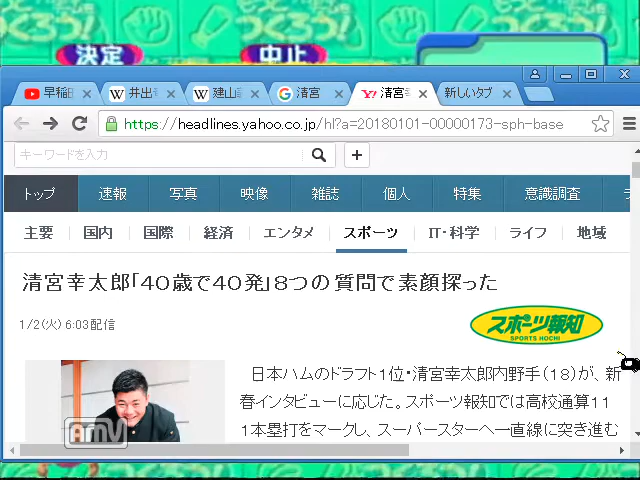 決定 中止
早稲田 井出 建山 清宮 清宮幸 新しいタブ
https://headlines.yahoo.co.jp/hl?a=20180101-00000173-sph-base
キーワードを入力
トップ 速報 写真 映像 雑誌 個人 特集 意識調査
主要 国内 国際 経済 エンタメ スポーツ IT・科学 ライフ 地域
清宮幸太郎「40歳で40発」8つの質問で素顔探った
1/2(火) 6:03配信
スポーツ報知
SPORTS HOCHI
日本ハムのドラフト1位・清宮幸太郎内野手(18)が、新
春インタビューに応じた。スポーツ報知では高校通算11
1本塁打をマークし、スーパースターへ一直線に突き進む
AMV